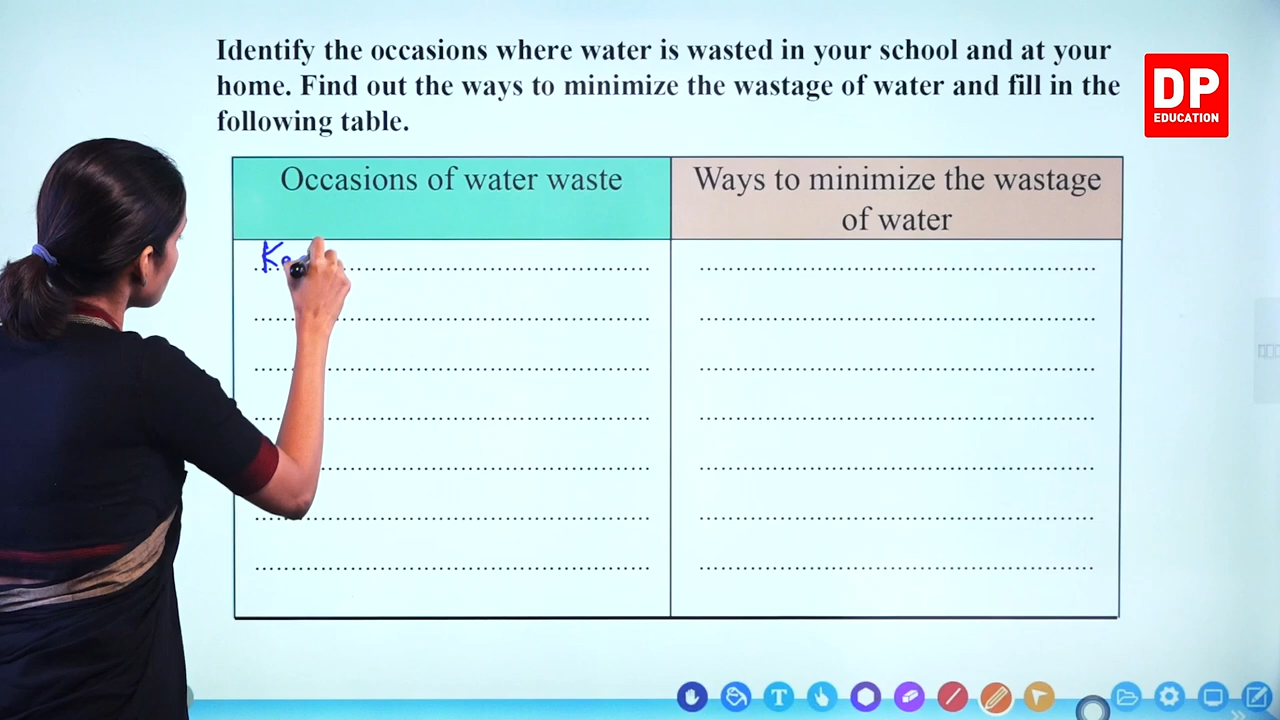 Identify the occasions where water is wasted in your school and at your
home. Find out the ways to minimize the wastage of water and fill in the
following table.
DP
EDUCATION
Occasions of water waste
Ways to minimize the wastage
of water
Ke
T